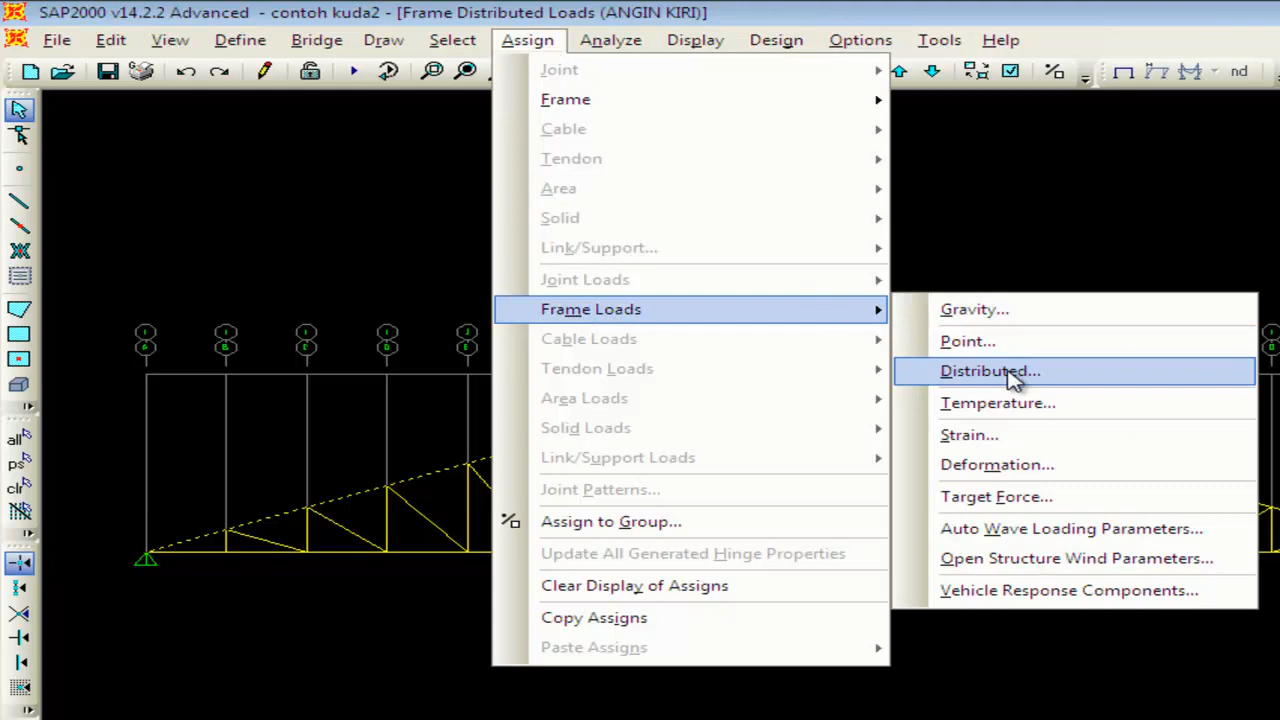 SAP2000 v14.2.2 Advanced - contoh kuda2 - [Frame Distributed Loads (ANGIN KIRI)]
File Edit View Define Bridge Draw Select Assign Analyze Display Design Options Tools Help
nd
Joint
Frame
Cable
Tendon
Area
Solid
Link/Support...
Joint Loads
Frame Loads
Cable Loads
Tendon Loads
Area Loads
Solid Loads
Link/Support Loads
Joint Patterns...
Assign to Group...
Update All Generated Hinge Properties
Clear Display of Assigns
Copy Assigns
Paste Assigns
Gravity...
Point...
Distributed...
Temperature...
Strain...
Deformation...
Target Force...
Auto Wave Loading Parameters...
Open Structure Wind Parameters...
Vehicle Response Components...
all
ps
clr